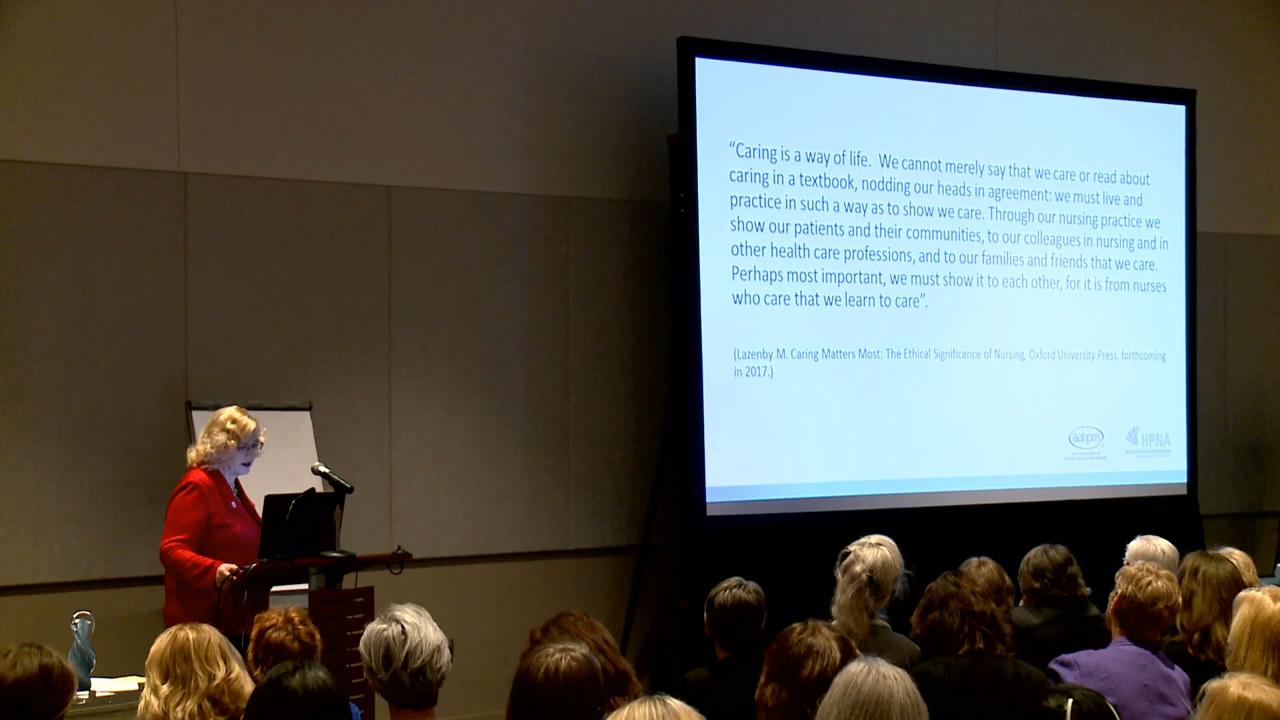 “Caring is a way of life.  We cannot merely say that we care or read about
caring in a textbook, nodding our heads in agreement: we must live and
practice in such a way as to show we care. Through our nursing practice we
show our patients and their communities, to our colleagues in nursing and in
other health care professions, and to our families and friends that we care.
Perhaps most important, we must show it to each other, for it is from nurses
who care that we learn to care”.
(Lazenby M. Caring Matters Most: The Ethical Significance of Nursing, Oxford University Press, forthcoming
in 2017.)
aahpm
HPNA